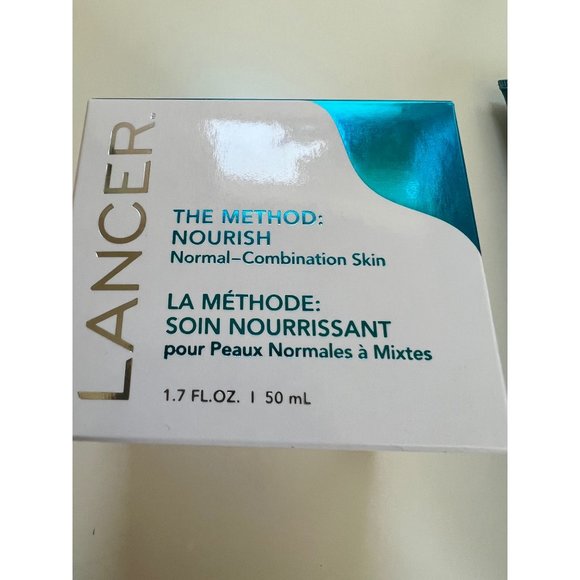 LANCER™
THE METHOD:
NOURISH
Normal–Combination Skin
LA MÉTHODE:
SOIN NOURRISSANT
pour Peaux Normales à Mixtes
1.7 FL.OZ. | 50 mL